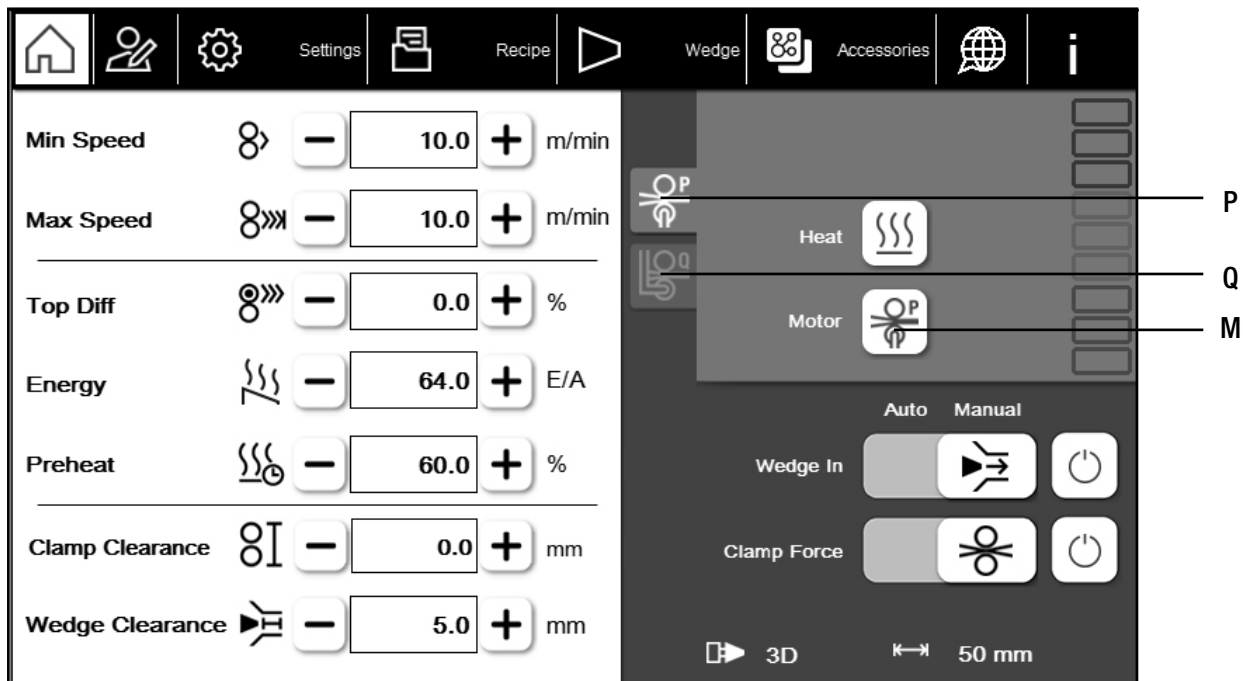 Settings Recipe Wedge Accessories i
Min Speed 10.0 m/min
Max Speed 10.0 m/min
Top Diff 0.0 %
Energy 64.0 E/A
Preheat 60.0 %
Clamp Clearance 0.0 mm
Wedge Clearance 5.0 mm
P
P
Heat
Q
Q
Motor P
M
Auto Manual
Wedge In
Clamp Force
3D 50 mm